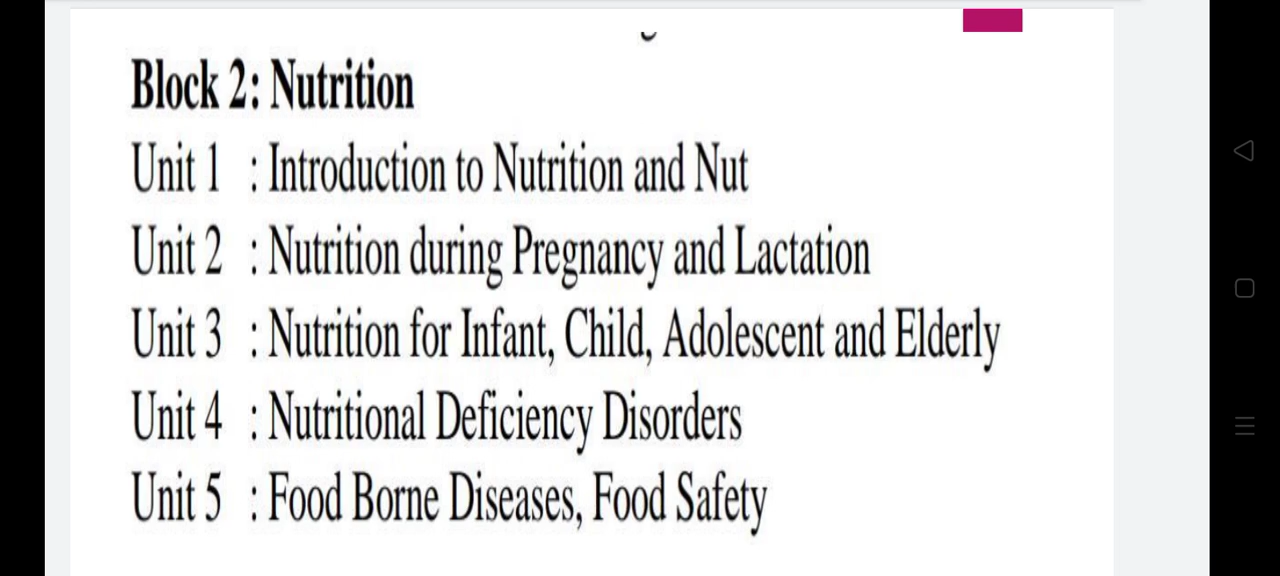 Block 2: Nutrition
Unit 1 : Introduction to Nutrition and Nut
Unit 2 : Nutrition during Pregnancy and Lactation
Unit 3 : Nutrition for Infant, Child, Adolescent and Elderly
Unit 4 : Nutritional Deficiency Disorders
Unit 5 : Food Borne Diseases, Food Safety